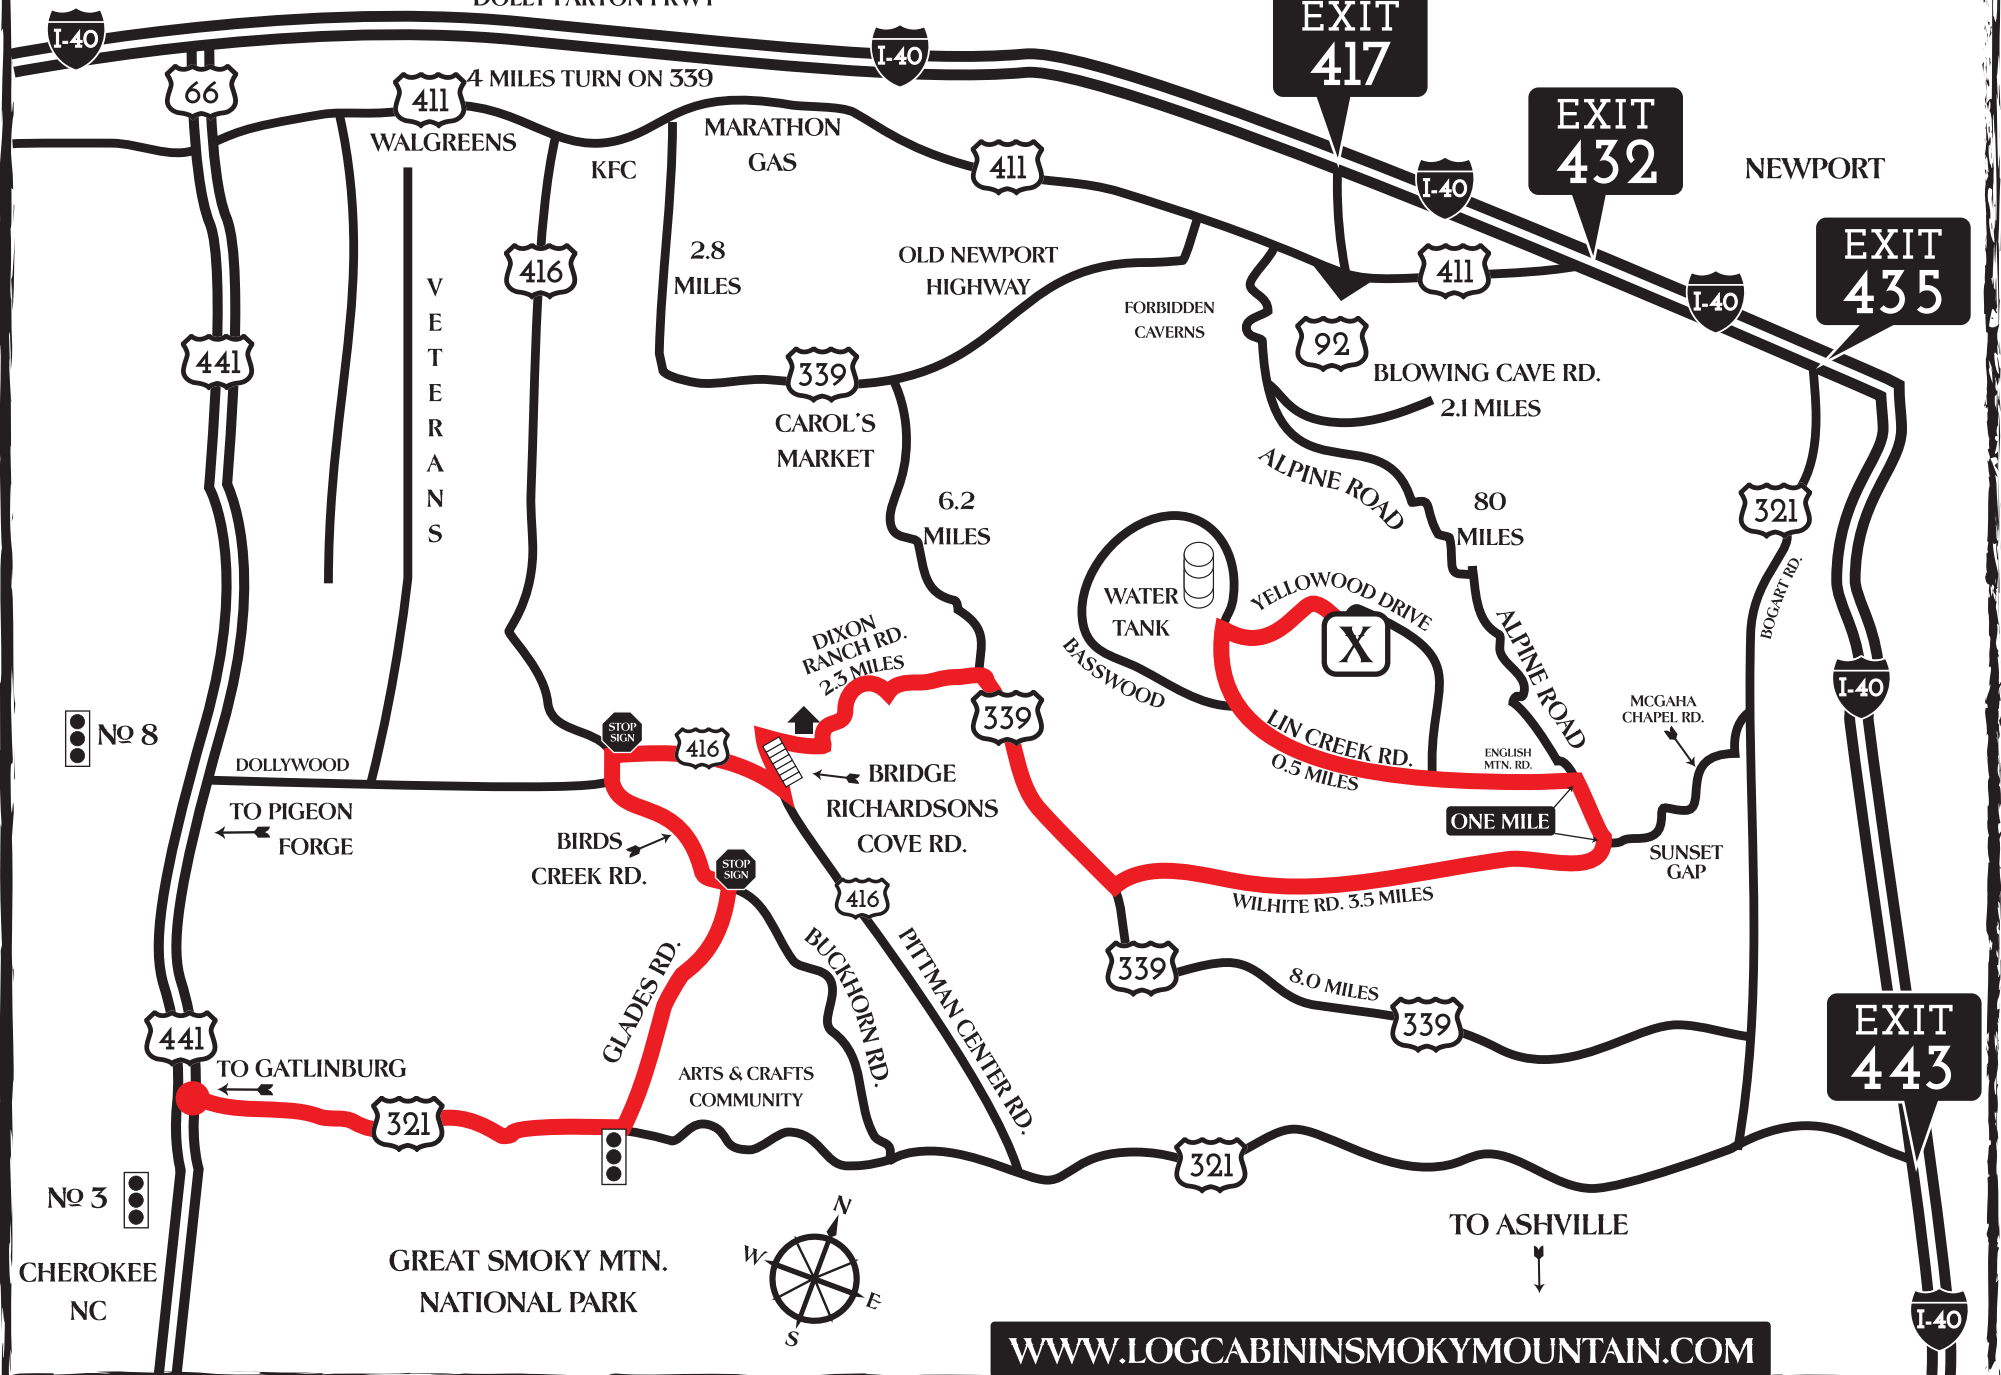 DOLLY PARTON PKWY
EXIT
417
I-40
I-40
66
411
4 MILES TURN ON 339
WALGREENS
MARATHON
GAS
KFC
411
EXIT
432
I-40
NEWPORT
EXIT
435
416
2.8
MILES
OLD NEWPORT
HIGHWAY
FORBIDDEN
CAVERNS
411
I-40
VETERANS
441
339
CAROL'S
MARKET
92
BLOWING CAVE RD.
2.1 MILES
ALPINE ROAD
80
MILES
6.2
MILES
321
BOGART RD.
WATER
TANK
BASSWOOD
YELLOWOOD DRIVE
X
ALPINE ROAD
DIXON
RANCH RD.
2.3 MILES
I-40
No 8
STOP
SIGN
416
339
LIN CREEK RD.
0.5 MILES
ENGLISH
MTN. RD.
MCGAHA
CHAPEL RD.
DOLLYWOOD
TO PIGEON
FORGE
BRIDGE
RICHARDSONS
COVE RD.
ONE MILE
SUNSET
GAP
BIRDS
CREEK RD.
STOP
SIGN
416
WILHITE RD. 3.5 MILES
GLADES RD.
BUCKHORN RD.
PITTMAN CENTER RD.
339
8.0 MILES
339
441
EXIT
443
TO GATLINBURG
321
ARTS & CRAFTS
COMMUNITY
321
No 3
CHEROKEE
NC
GREAT SMOKY MTN.
NATIONAL PARK
N
W
E
S
TO ASHVILLE
I-40
WWW.LOGCABININSMOKYMOUNTAIN.COM